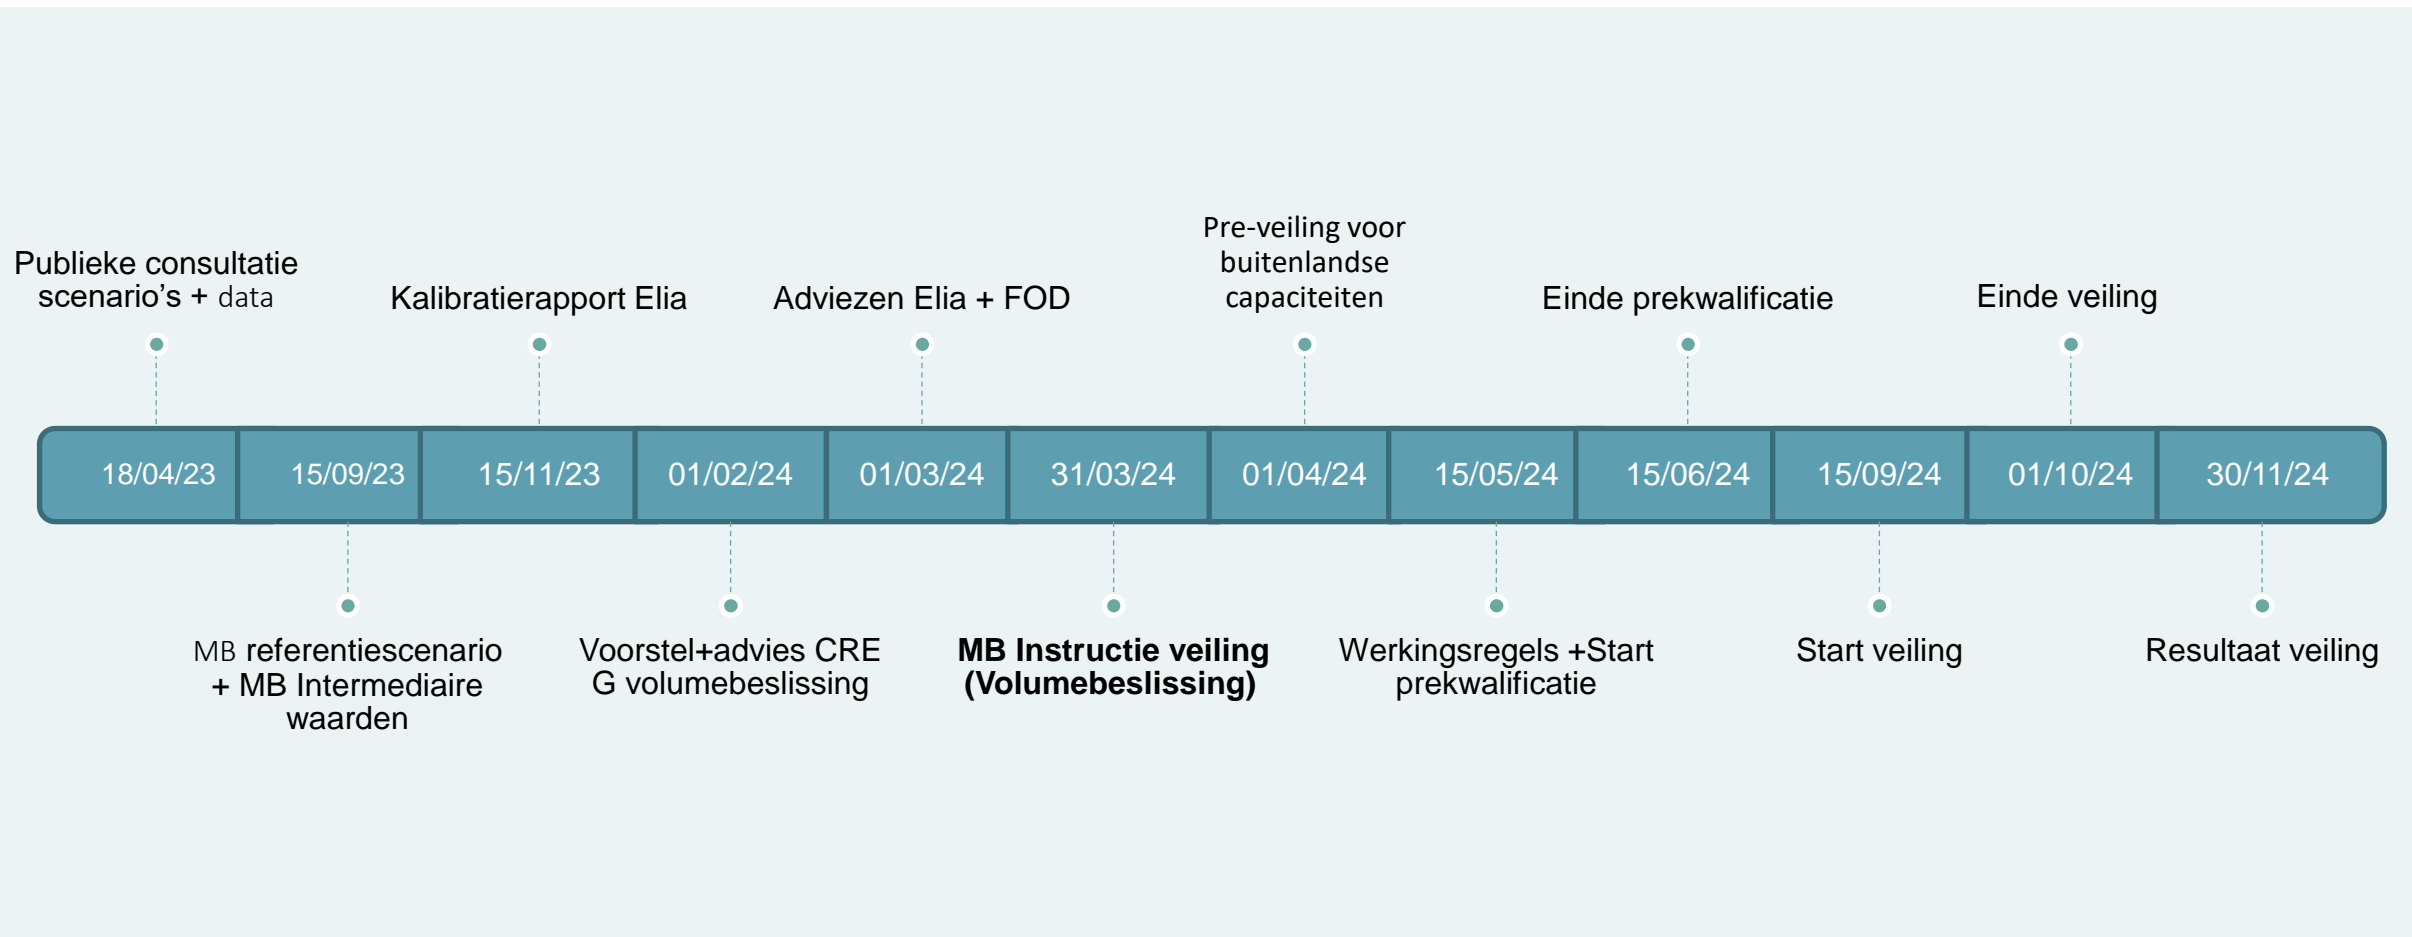 Publieke consultatie
scenario’s + data
Kalibratierapport Elia
Adviezen Elia + FOD
Pre-veiling voor
buitenlandse
capaciteiten
Einde prekwalificatie
Einde veiling
18/04/23
15/09/23
15/11/23
01/02/24
01/03/24
31/03/24
01/04/24
15/05/24
15/06/24
15/09/24
01/10/24
30/11/24
MB referentiescenario
+ MB Intermediaire
waarden
Voorstel+advies CRE
G volumebeslissing
MB Instructie veiling
(Volumebeslissing)
Werkingsregels +Start
prekwalificatie
Start veiling
Resultaat veiling